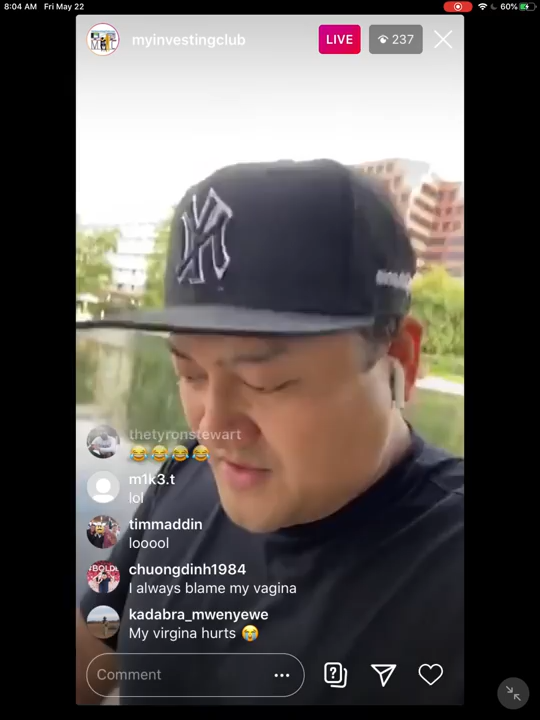 8:04 AM Fri May 22
60%
myinvestingclub
LIVE
237
NY
thetyronstewart
😂😂😂😂
m1k3.t
lol
timmaddin
looool
chuongdinh1984
I always blame my vagina
kadabra_mwenyewe
My virgina hurts 😭
Comment